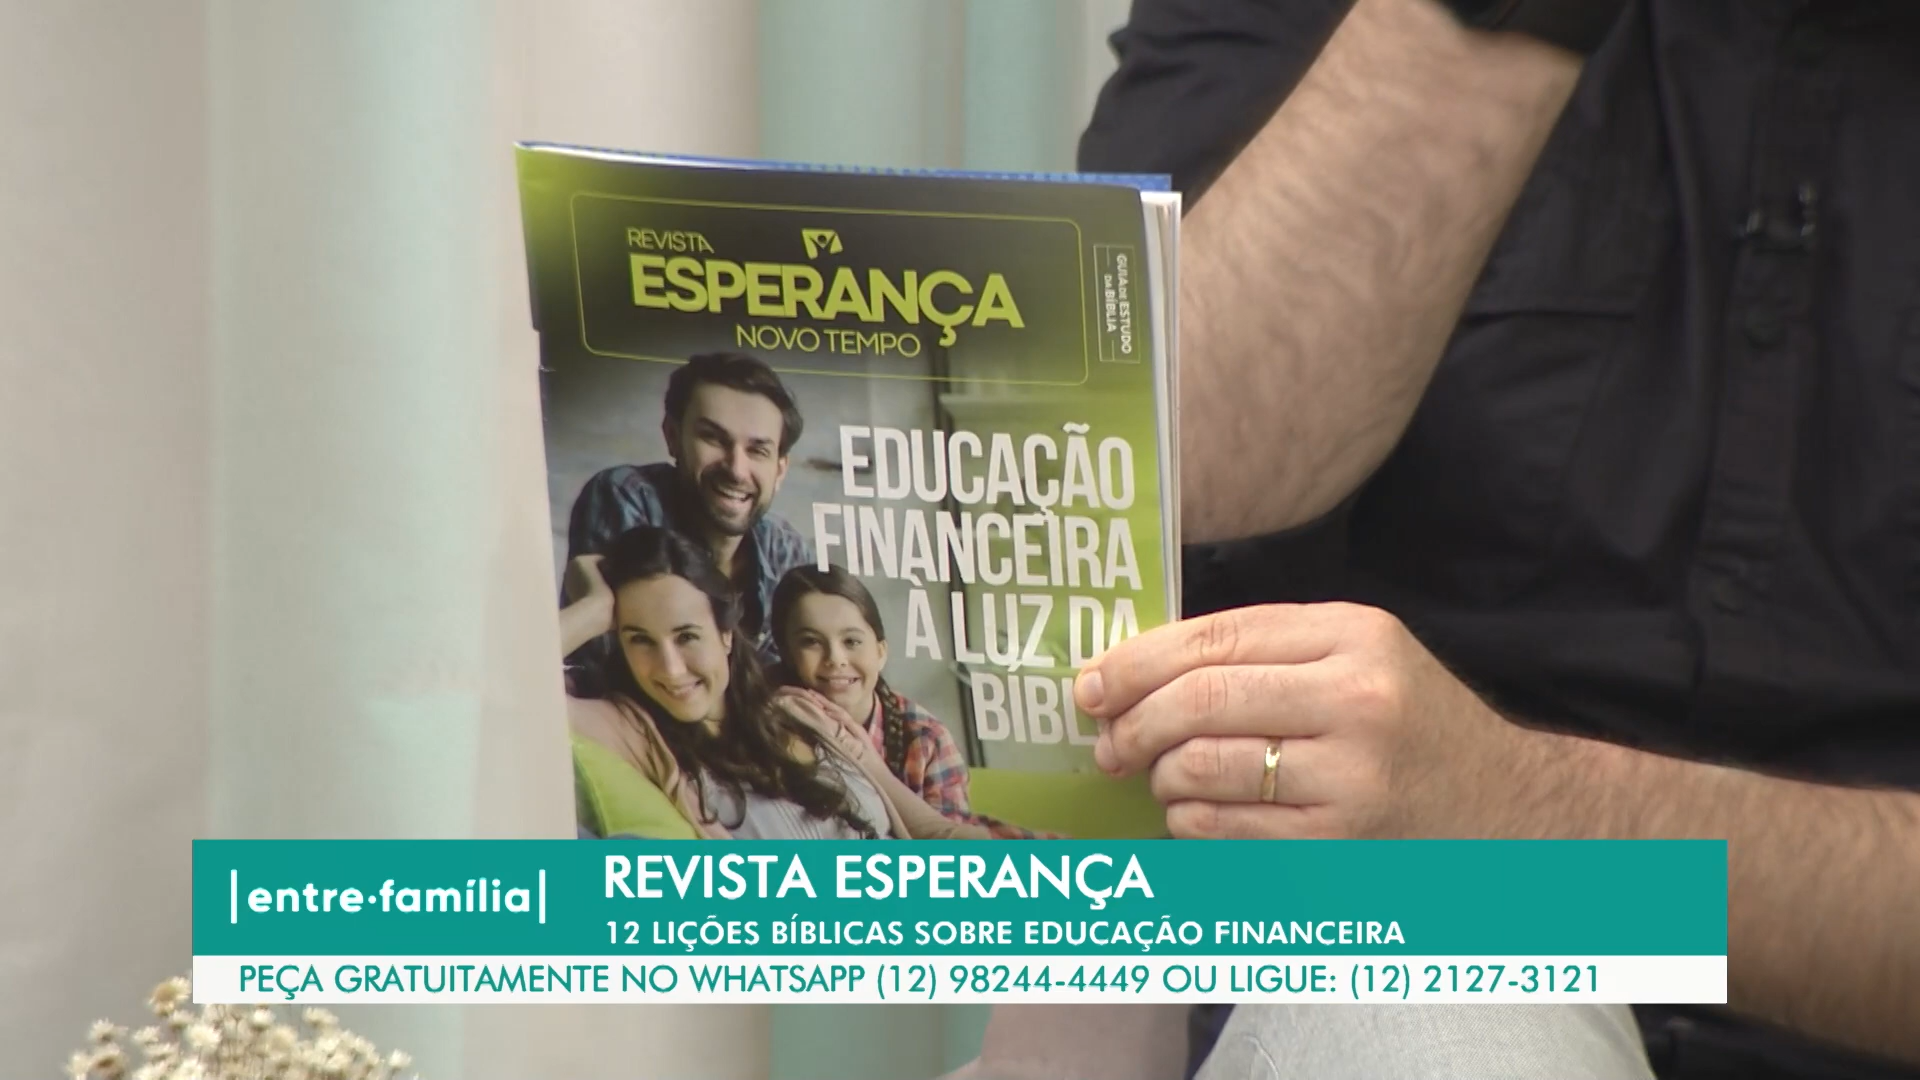 REVISTA
ESPERANÇA
NOVO TEMPO
GUIA DE ESTUDO
DA BÍBLIA
EDUCAÇÃO
FINANCEIRA
À LUZ DA
BÍBL
|entre·família|
REVISTA ESPERANÇA
12 LIÇÕES BÍBLICAS SOBRE EDUCAÇÃO FINANCEIRA
PEÇA GRATUITAMENTE NO WHATSAPP (12) 98244-4449 OU LIGUE: (12) 2127-3121